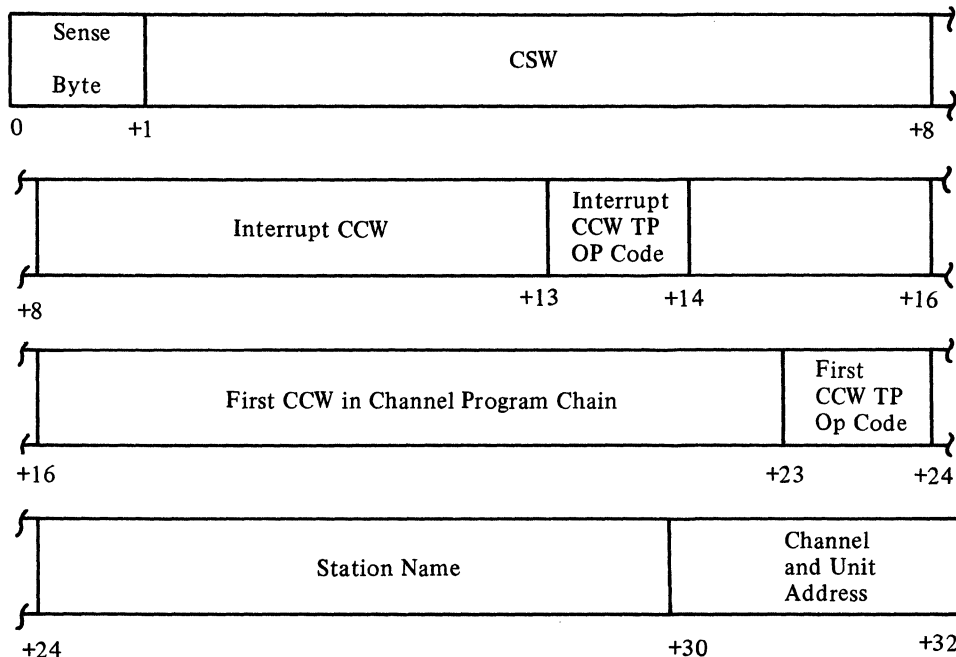 Sense
Byte
CSW
0
+1
+8
Interrupt CCW
Interrupt
CCW TP
OP Code
+8
+13
+14
+16
First CCW in Channel Program Chain
First
CCW TP
Op Code
+16
+23
+24
Station Name
Channel
and Unit
Address
+24
+30
+32